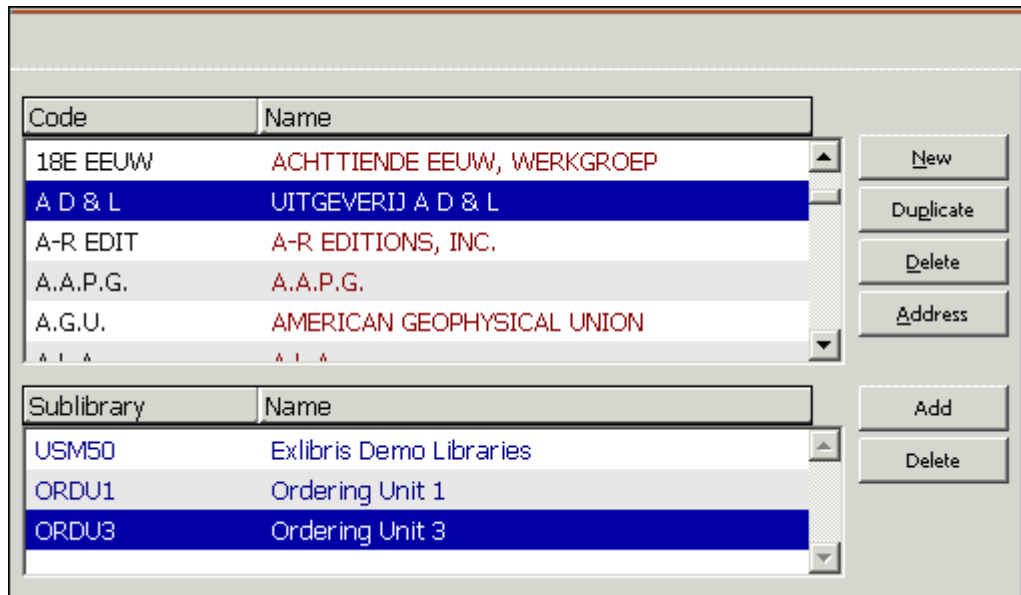 Code Name
18E EEUW ACHTTIENDE EEUW, WERKGROEP
A D & L UITGEVERIJ A D & L
A-R EDIT A-R EDITIONS, INC.
A.A.P.G. A.A.P.G.
A.G.U. AMERICAN GEOPHYSICAL UNION
New
Duplicate
Delete
Address
Sublibrary Name
USM50 Exlibris Demo Libraries
ORDU1 Ordering Unit 1
ORDU3 Ordering Unit 3
Add
Delete